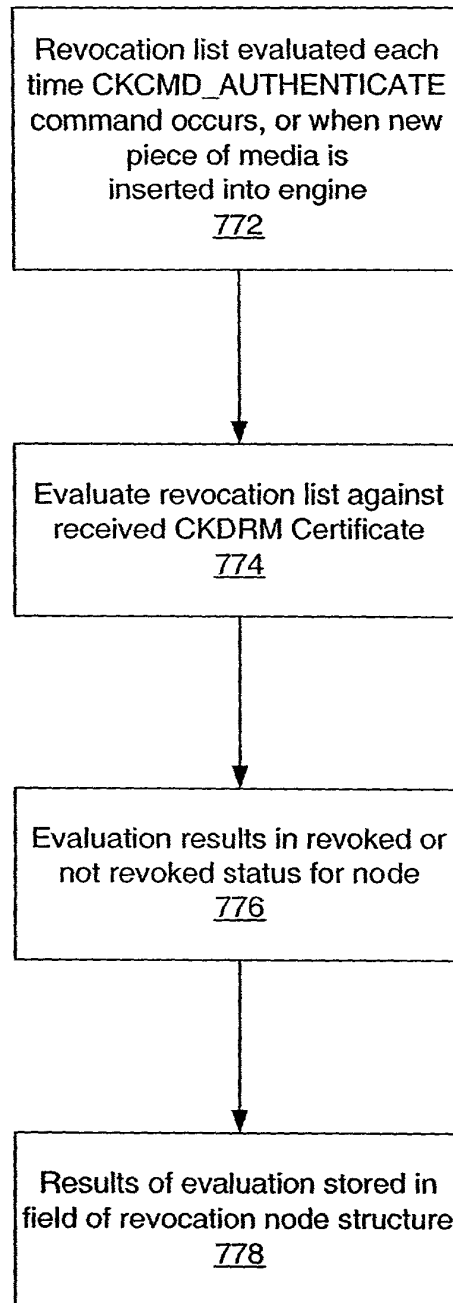 Revocation list evaluated each
time CKCMD_AUTHENTICATE
command occurs, or when new
piece of media is
inserted into engine
772
Evaluate revocation list against
received CKDRM Certificate
774
Evaluation results in revoked or
not revoked status for node
776
Results of evaluation stored in
field of revocation node structure
778